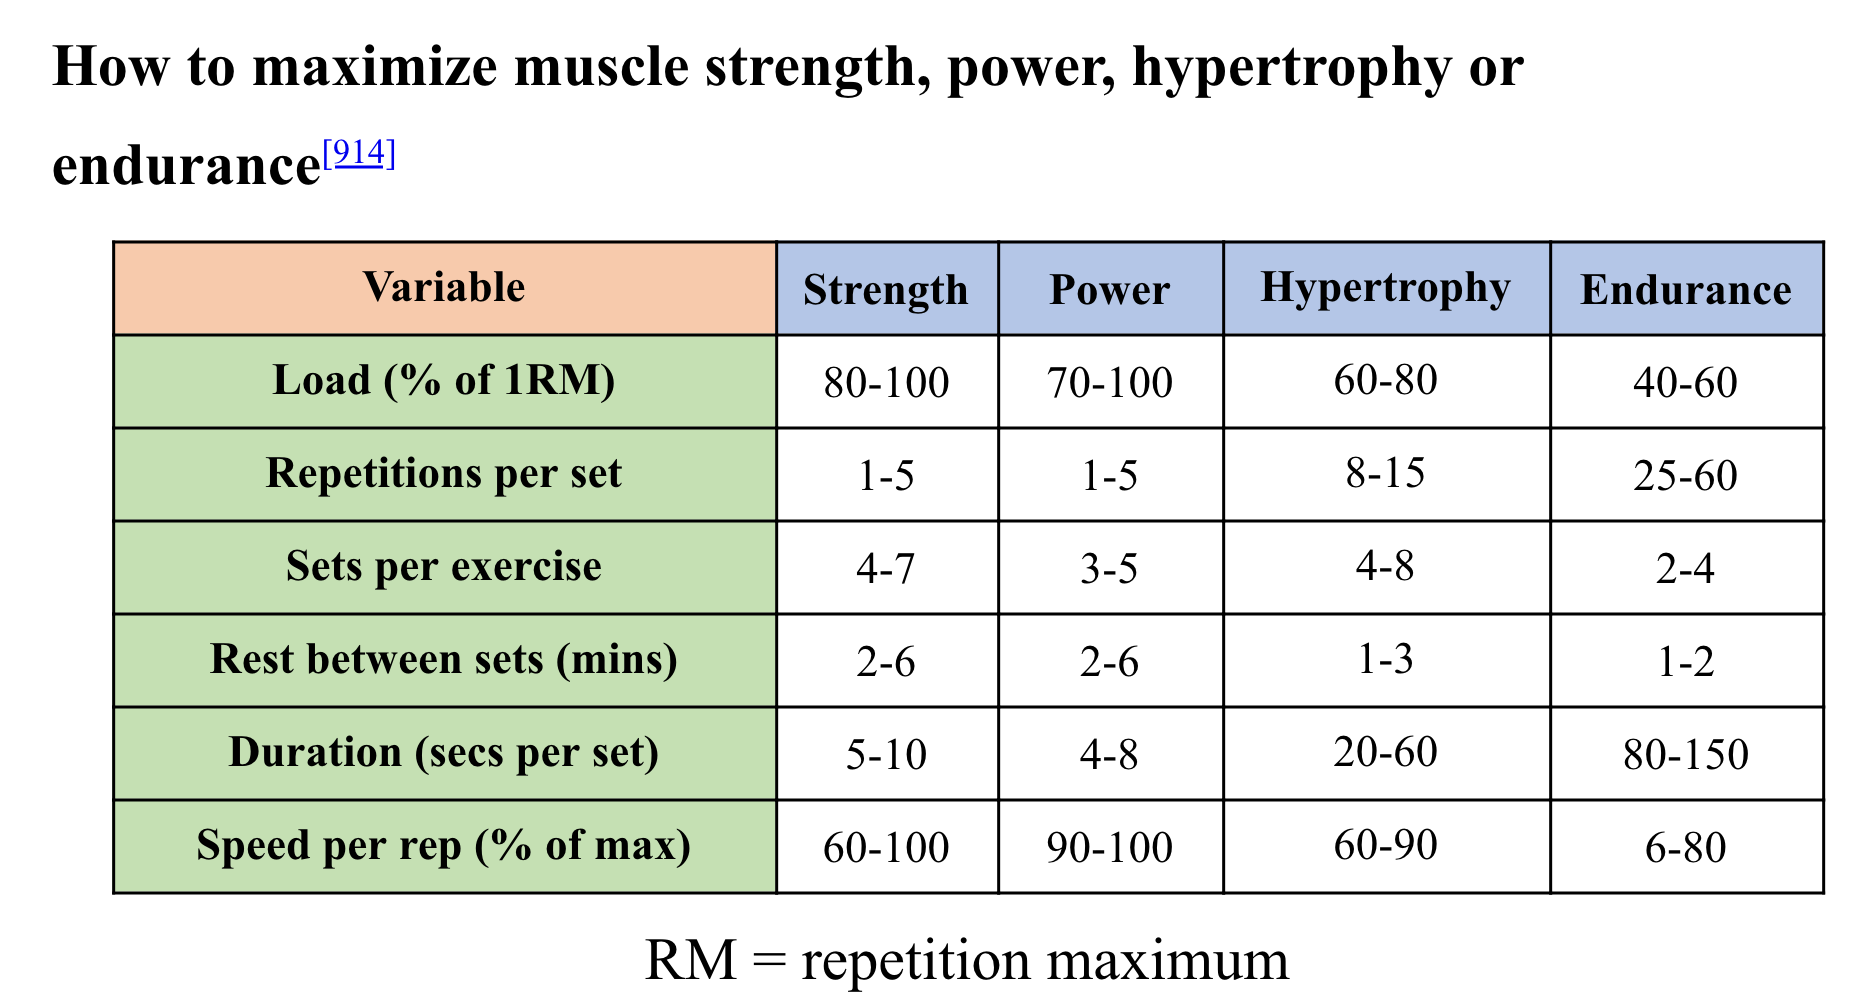 How to maximize muscle strength, power, hypertrophy or
endurance[914]
Variable Strength Power Hypertrophy Endurance
Load (% of 1RM) 80-100 70-100 60-80 40-60
Repetitions per set 1-5 1-5 8-15 25-60
Sets per exercise 4-7 3-5 4-8 2-4
Rest between sets (mins) 2-6 2-6 1-3 1-2
Duration (secs per set) 5-10 4-8 20-60 80-150
Speed per rep (% of max) 60-100 90-100 60-90 6-80
RM = repetition maximum